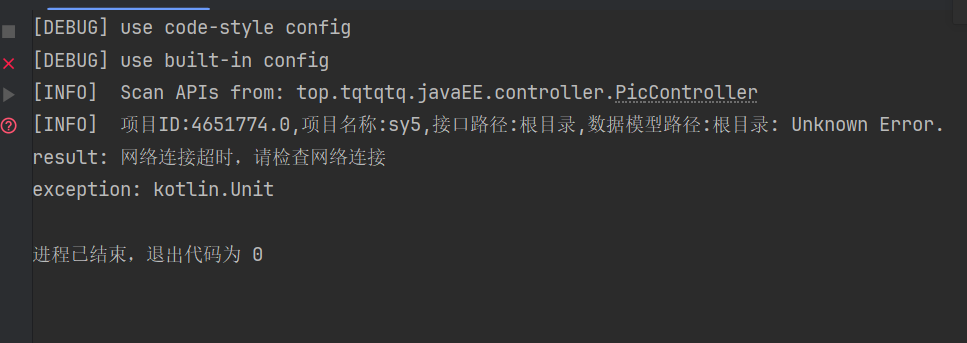 [DEBUG] use code-style config
[DEBUG] use built-in config
[INFO]  Scan APIs from: top.tqtqtq.javaEE.controller.PicController
[INFO]  项目ID:4651774.0,项目名称:sy5,接口路径:根目录,数据模型路径:根目录: Unknown Error.
result: 网络连接超时，请检查网络连接
exception: kotlin.Unit
进程已结束，退出代码为 0